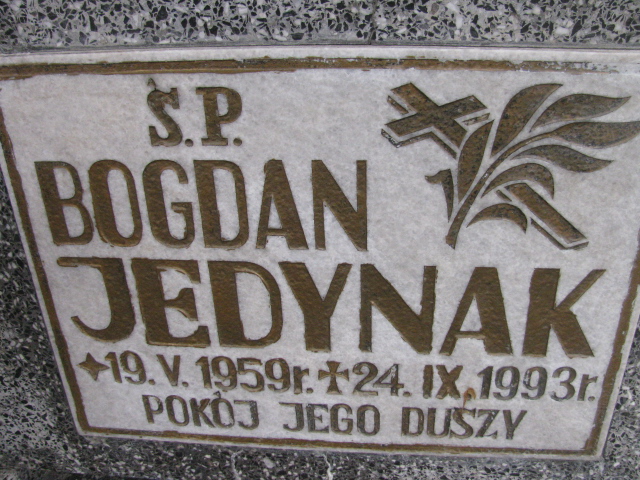 Ś.P.
BOGDAN
JEDYNAK
19.V.1959r. 24.IX.1993r.
POKÓJ JEGO DUSZY